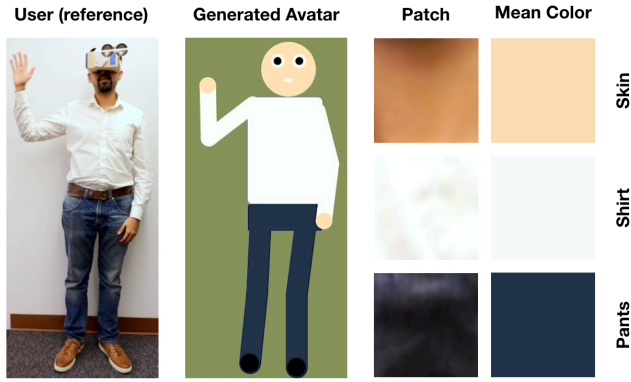 User (reference)
Generated Avatar
Patch
Mean Color
Skin
Shirt
Pants